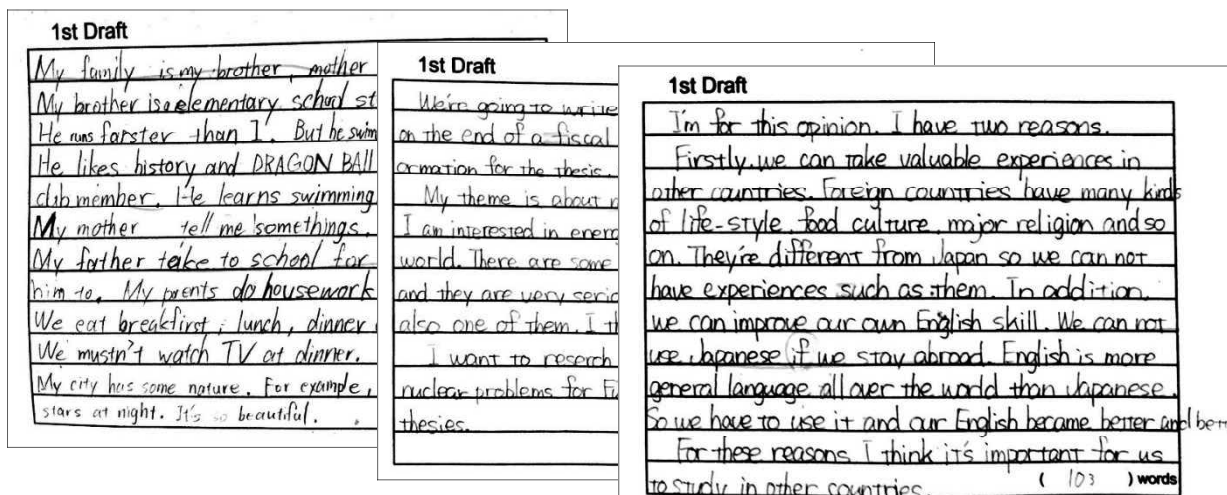 1st Draft
My family is my brother, mother
My brother is a elementary school st
He runs farster than I. But he swim
He likes history and DRAGON BALL
club member. He learns swimming
My mother tell me somethings.
My father take to school for
him to. My prents do housework
We eat breakfirst, lunch, dinner
We mustn't watch TV at dinner.
My city has some nature. For example,
stars at night. It's so beautiful.
1st Draft
We're going to write
on the end of a fiscal
ormation for the thesis.
My theme is about
I am interested in energ
world. There are some
and they are very serio
also one of them. I th
I want to reserch
nuclear problems for Fu
thesies.
1st Draft
I'm for this opinion. I have two reasons.
Firstly, we can take valuable experiences in
other countries. Foreign countries have many kinds
of life-style, food culture, major religion and so
on. They're different from Japan so we can not
have experiences such as them. In addition,
we can improve our own English skill. We can not
use Japanese if we stay abroad. English is more
general language all over the world than Japanese.
So we have to use it and our English became better and bett
For these reasons, I think it's important for us
to study in other countries.
( 103 ) words